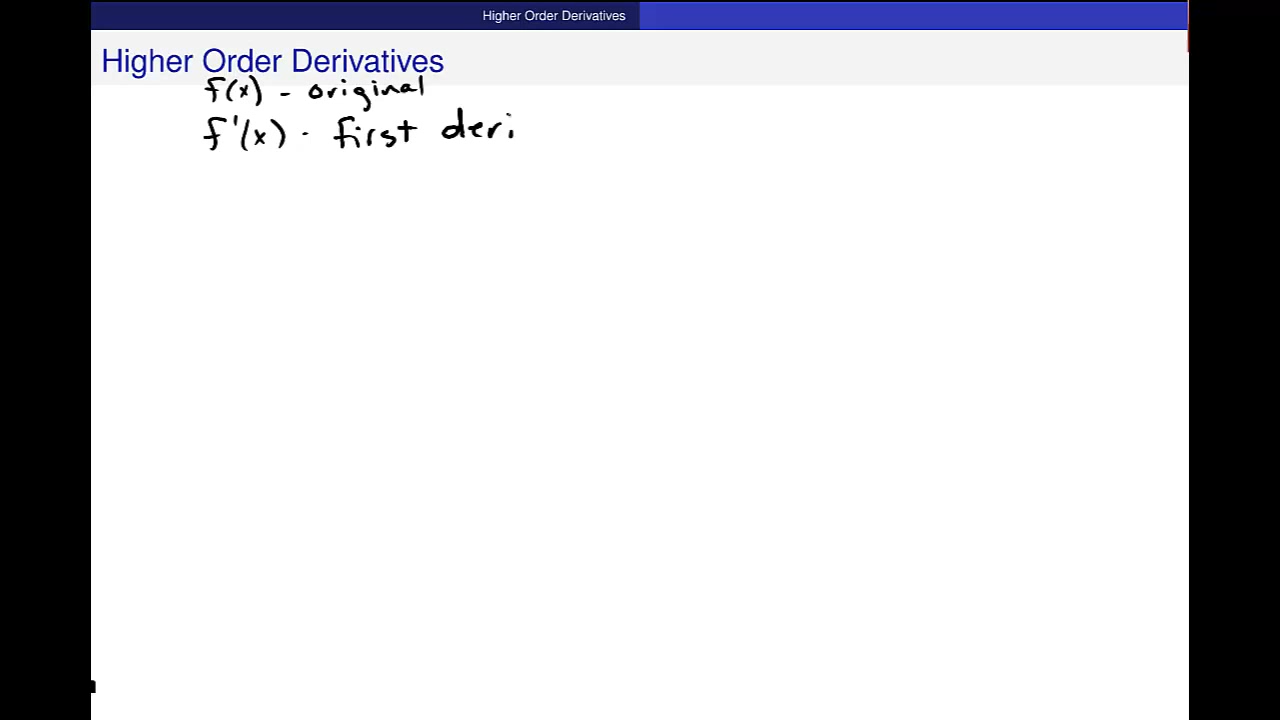 Higher Order Derivatives
Higher Order Derivatives
f(x) - original
f'(x) - first deri